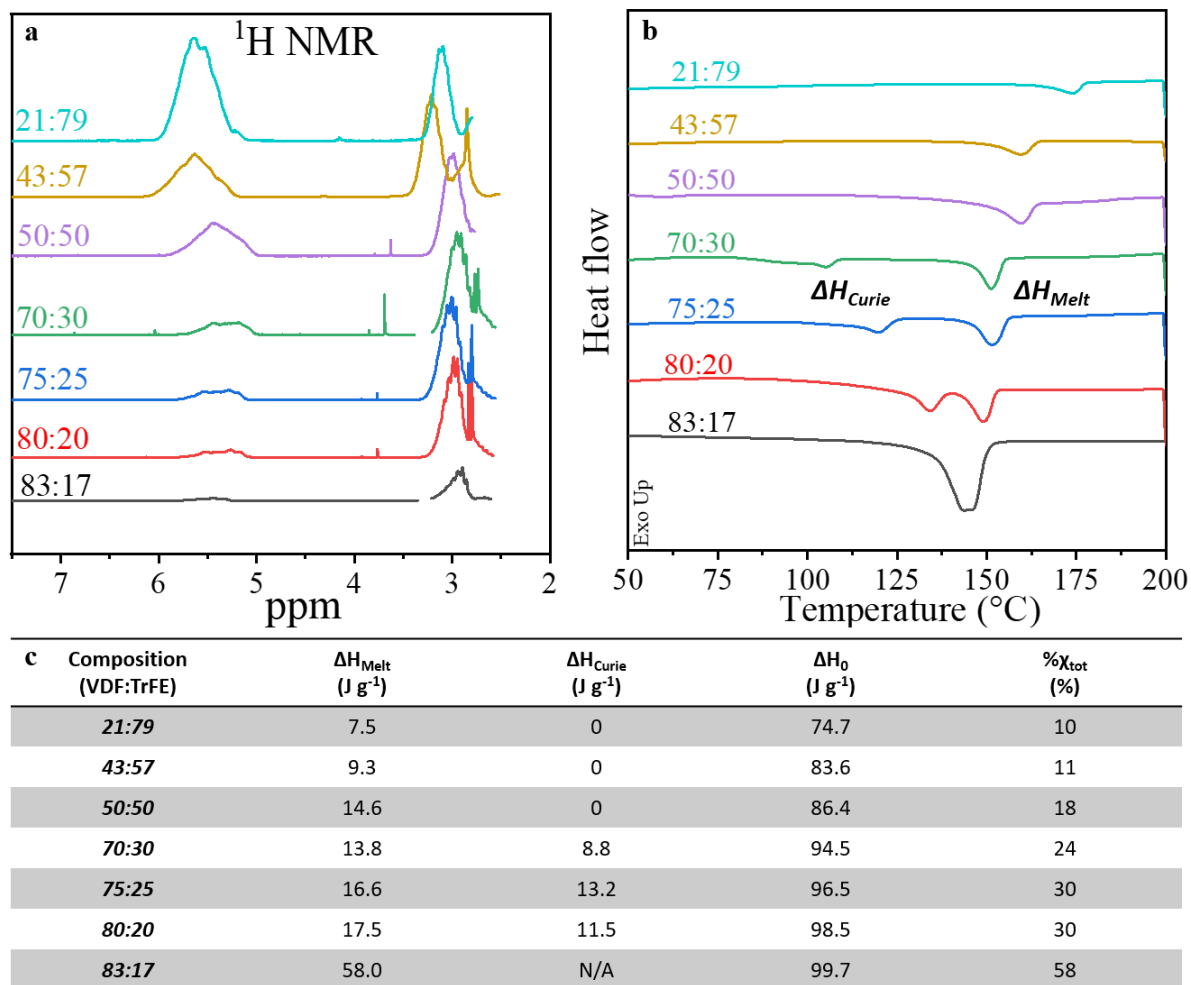 a
¹H NMR
21:79
43:57
50:50
70:30
75:25
80:20
83:17
7 6 5 4 3 2
ppm
b
21:79
43:57
50:50
70:30
ΔH_Curie ΔH_Melt
75:25
80:20
83:17
Exo Up
Heat flow
50 75 100 125 150 175 200
Temperature (°C)
c Composition ΔH_Melt ΔH_Curie ΔH_0 %χ_tot
(VDF:TrFE) (J g⁻¹) (J g⁻¹) (J g⁻¹) (%)
21:79 7.5 0 74.7 10
43:57 9.3 0 83.6 11
50:50 14.6 0 86.4 18
70:30 13.8 8.8 94.5 24
75:25 16.6 13.2 96.5 30
80:20 17.5 11.5 98.5 30
83:17 58.0 N/A 99.7 58